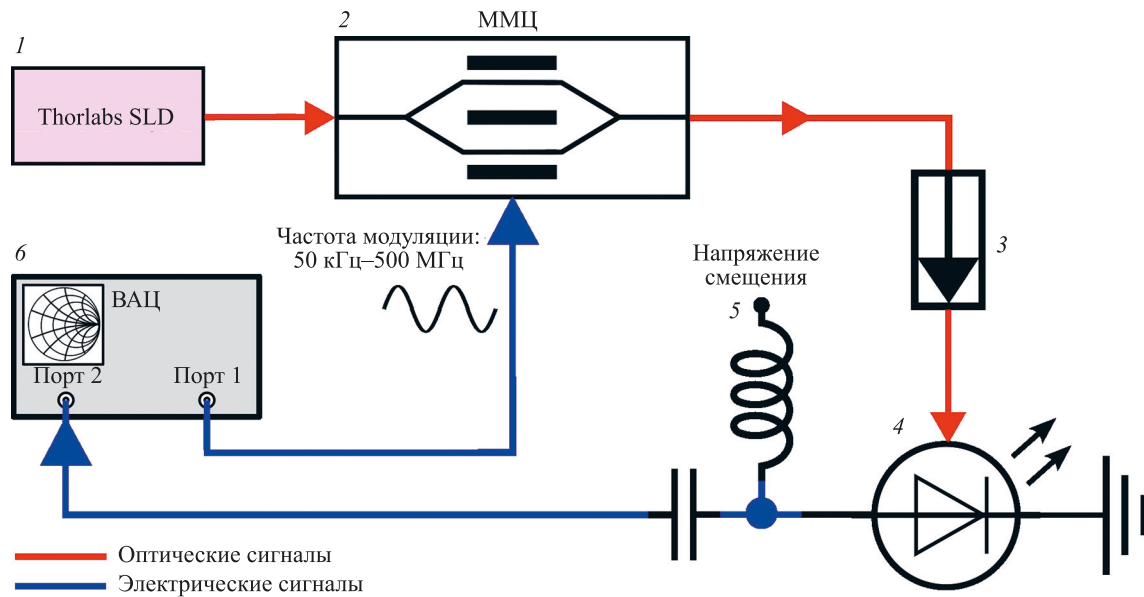 1
Thorlabs SLD
2
ММЦ
3
Частота модуляции:
50 кГц–500 МГц
Напряжение
смещения
5
6
ВАЦ
Порт 2
Порт 1
4
Оптические сигналы
Электрические сигналы